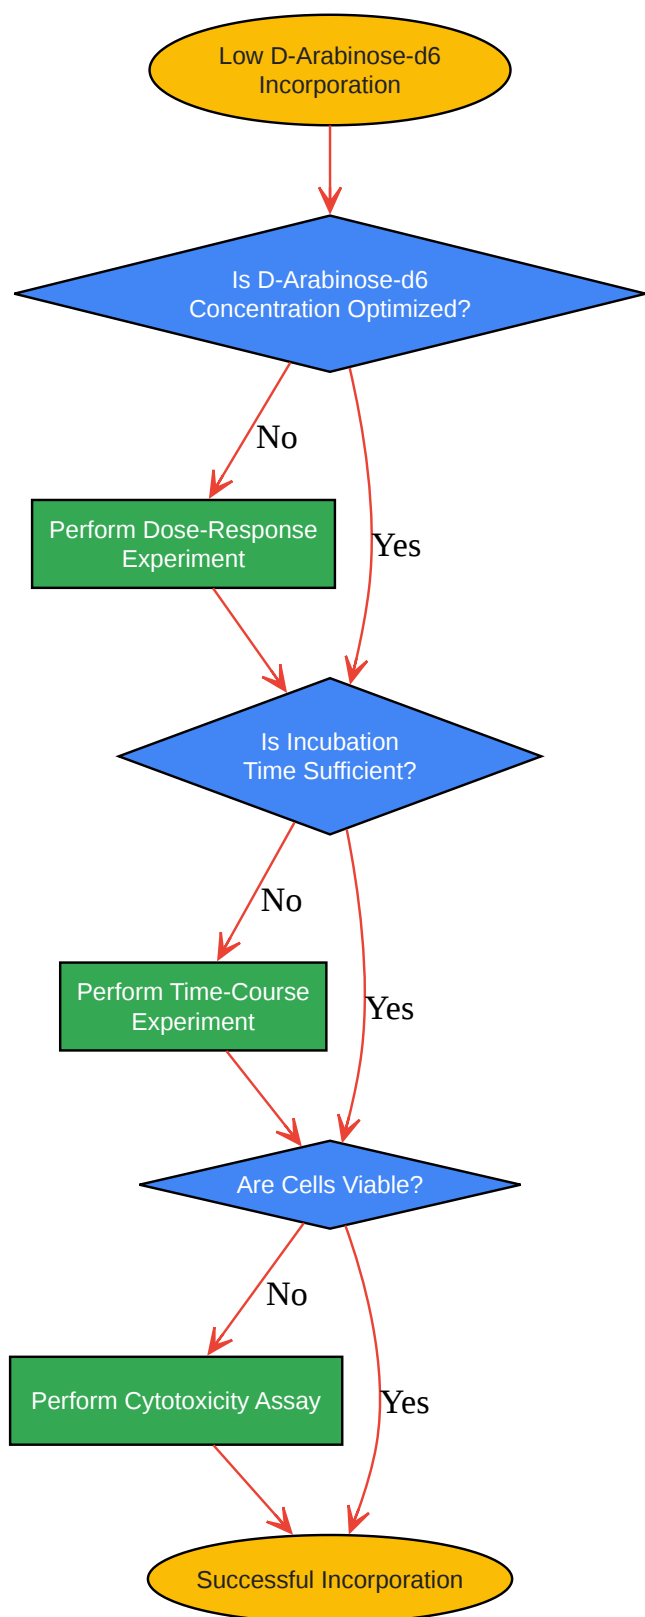 Low D-Arabinose-d6
Incorporation
Is D-Arabinose-d6
Concentration Optimized?
No
Perform Dose-Response
Experiment
Yes
Is Incubation
Time Sufficient?
No
Perform Time-Course
Experiment
Yes
Are Cells Viable?
No
Perform Cytotoxicity Assay
Yes
Successful Incorporation